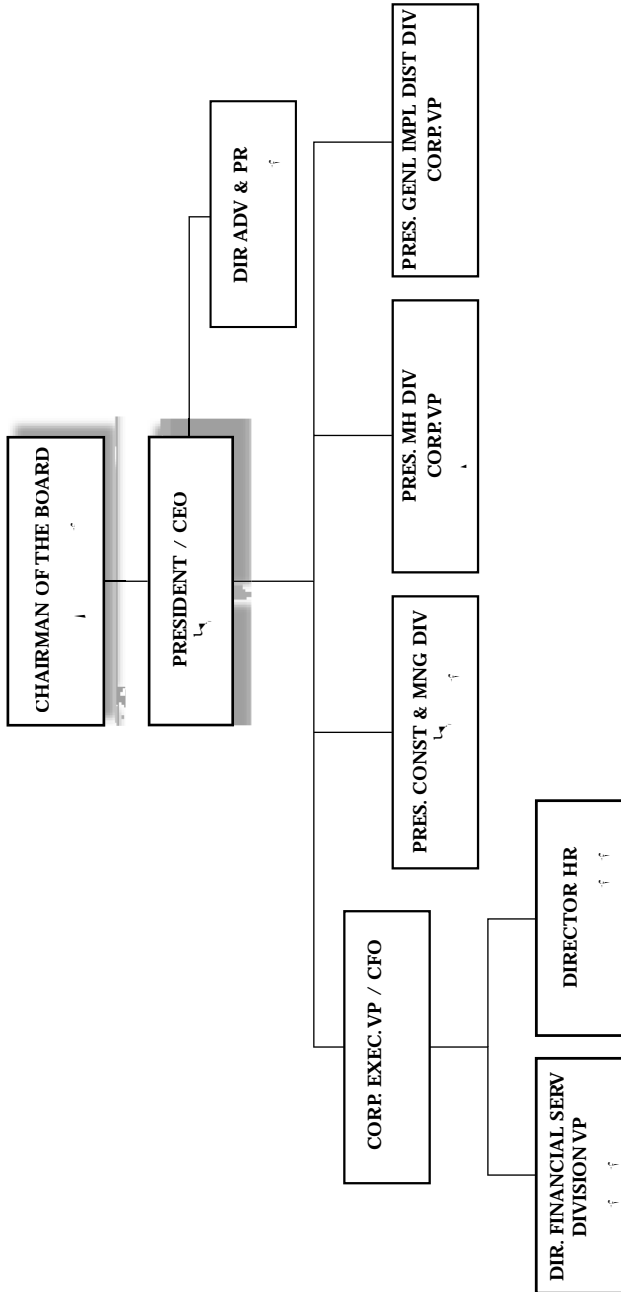 CHAIRMAN OF THE BOARD
PRESIDENT / CEO
DIR ADV & PR
CORP. EXEC.VP / CFO
PRES. CONST & MNG DIV
PRES. MH DIV
CORP.VP
PRES. GENL IMPL DIST DIV
CORP.VP
DIR. FINANCIAL SERV
DIVISION VP
DIRECTOR HR